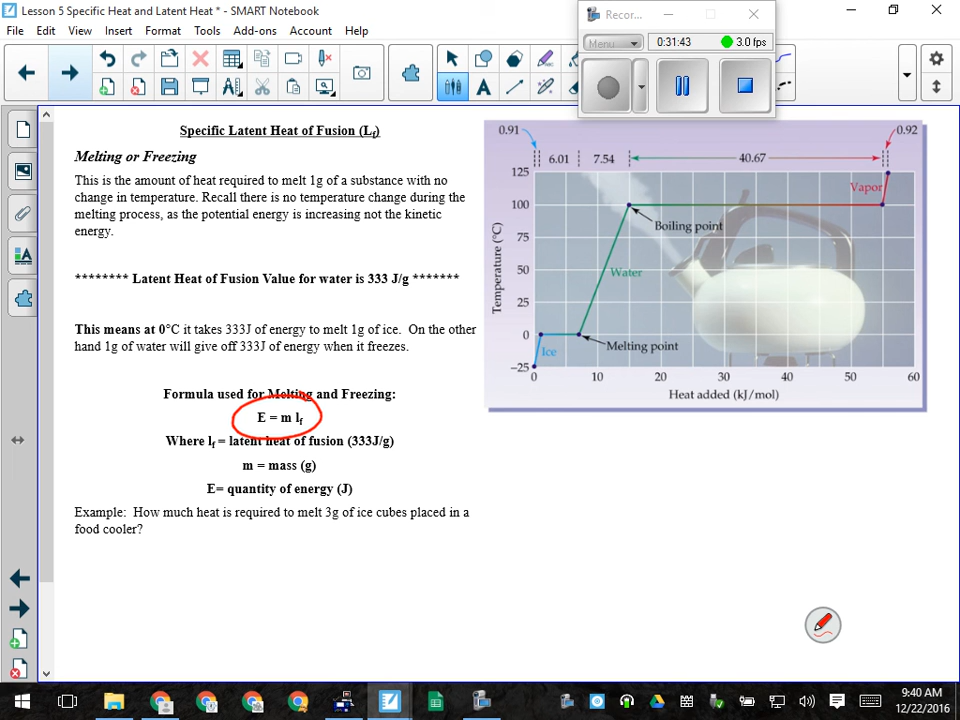 Lesson 5 Specific Heat and Latent Heat * - SMART Notebook
File Edit View Insert Format Tools Add-ons Account Help
Recor...
Menu
0:31:43
3.0 fps
Specific Latent Heat of Fusion (Lf)
Melting or Freezing
This is the amount of heat required to melt 1g of a substance with no
change in temperature. Recall there is no temperature change during the
melting process, as the potential energy is increasing not the kinetic
energy.
******** Latent Heat of Fusion Value for water is 333 J/g *******
This means at 0°C it takes 333J of energy to melt 1g of ice. On the other
hand 1g of water will give off 333J of energy when it freezes.
Formula used for Melting and Freezing:
E = m lf
Where lf = latent heat of fusion (333J/g)
m = mass (g)
E= quantity of energy (J)
Example: How much heat is required to melt 3g of ice cubes placed in a
food cooler?
0.91
0.92
6.01 7.54 40.67
125
100
75
50
25
0
−25
Temperature (°C)
Vapor
Boiling point
Water
Melting point
Ice
0 10 20 30 40 50 60
Heat added (kJ/mol)
9:40 AM
12/22/2016